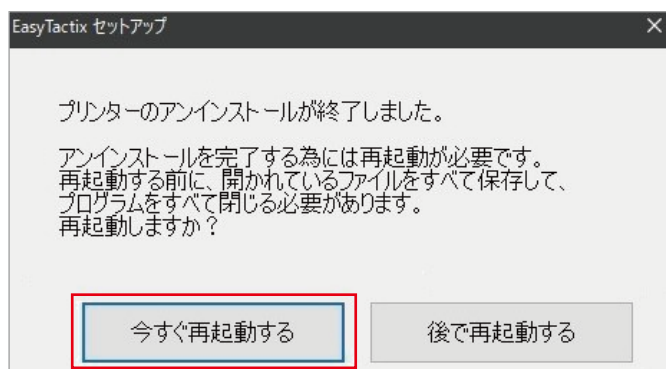 EasyTactix セットアップ
プリンターのアンインストールが終了しました。
アンインストールを完了する為には再起動が必要です。
再起動する前に、開かれているファイルをすべて保存して、
プログラムをすべて閉じる必要があります。
再起動しますか？
今すぐ再起動する
後で再起動する